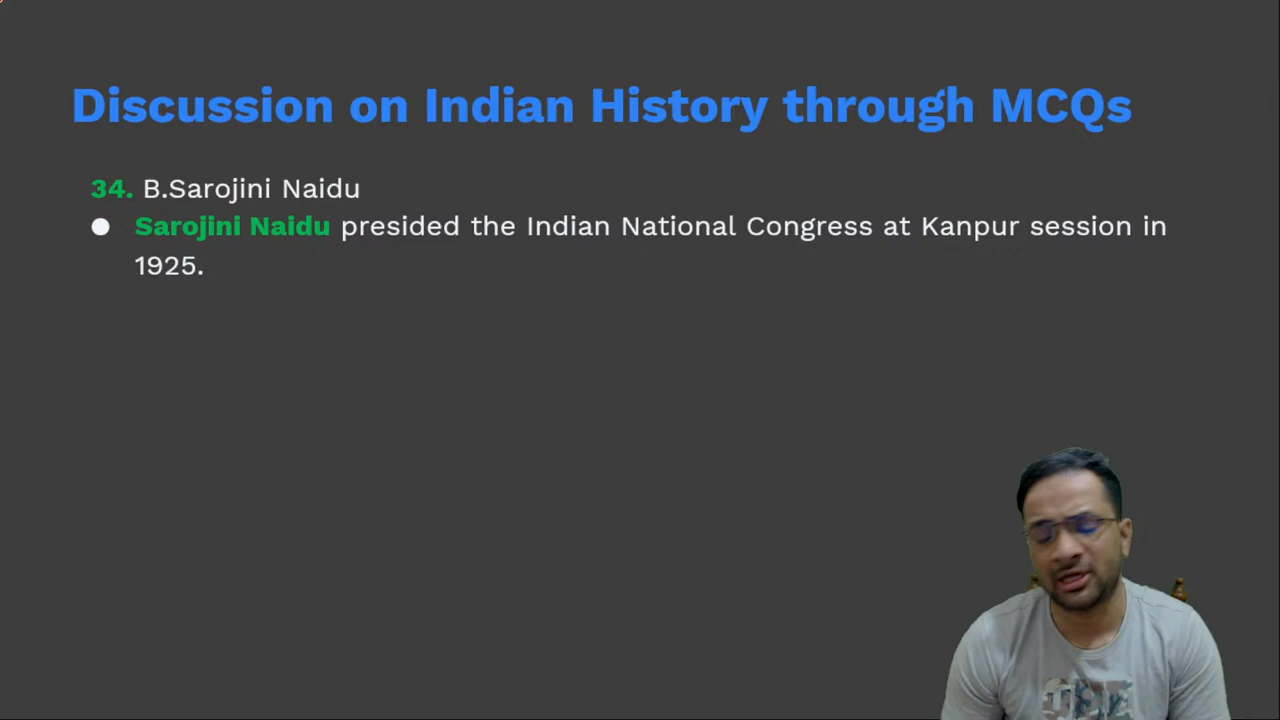 Discussion on Indian History through MCQs
34. B.Sarojini Naidu
● Sarojini Naidu presided the Indian National Congress at Kanpur session in
1925.